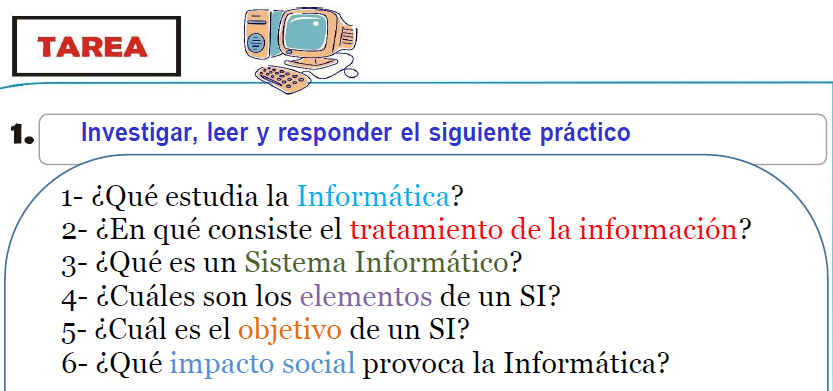 TAREA
1. Investigar, leer y responder el siguiente práctico
1- ¿Qué estudia la Informática?
2- ¿En qué consiste el tratamiento de la información?
3- ¿Qué es un Sistema Informático?
4- ¿Cuáles son los elementos de un SI?
5- ¿Cuál es el objetivo de un SI?
6- ¿Qué impacto social provoca la Informática?